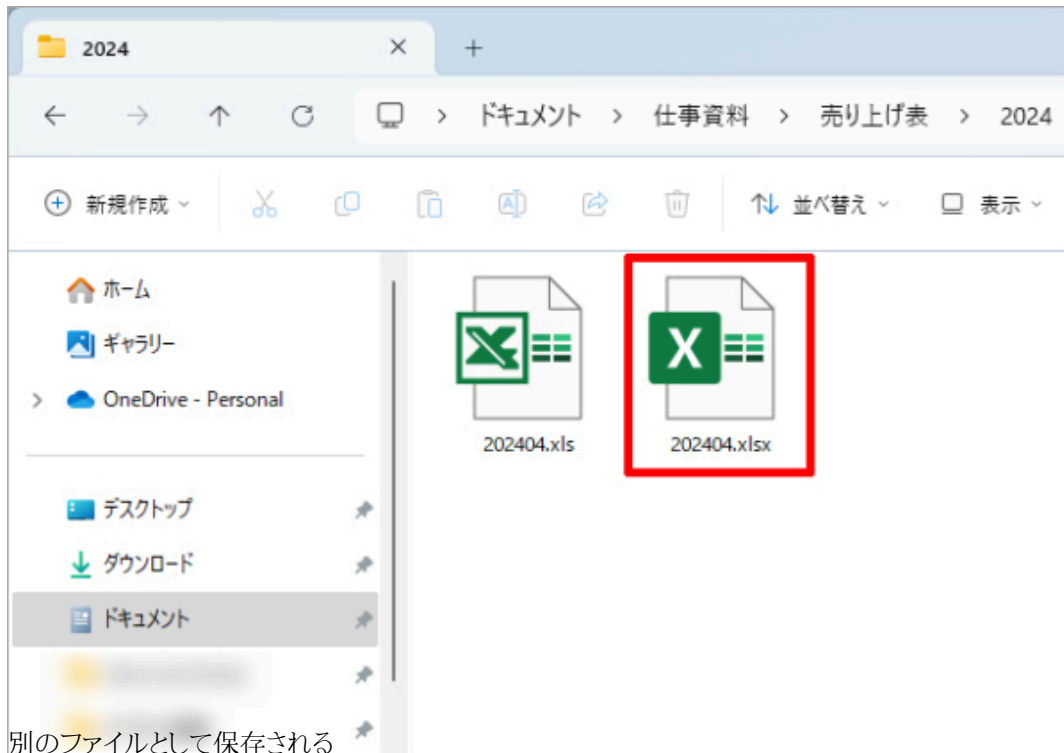 2024
ドキュメント > 仕事資料 > 売り上げ表 > 2024
新規作成 並べ替え 表示
ホーム
ギャラリー
OneDrive - Personal
202404.xls 202404.xlsx
デスクトップ
ダウンロード
ドキュメント
別のファイルとして保存される